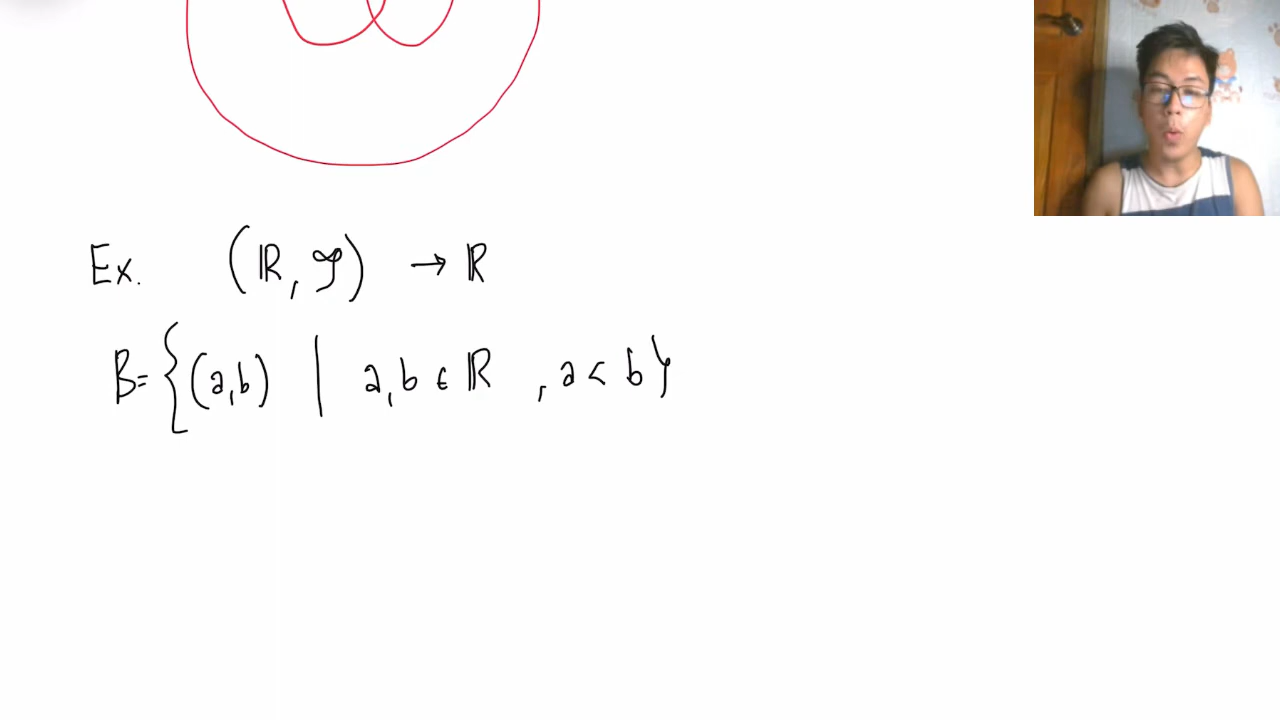 Ex. (ℝ, 𝒯) → ℝ
B = {(a,b) | a,b ∈ ℝ , a < b}